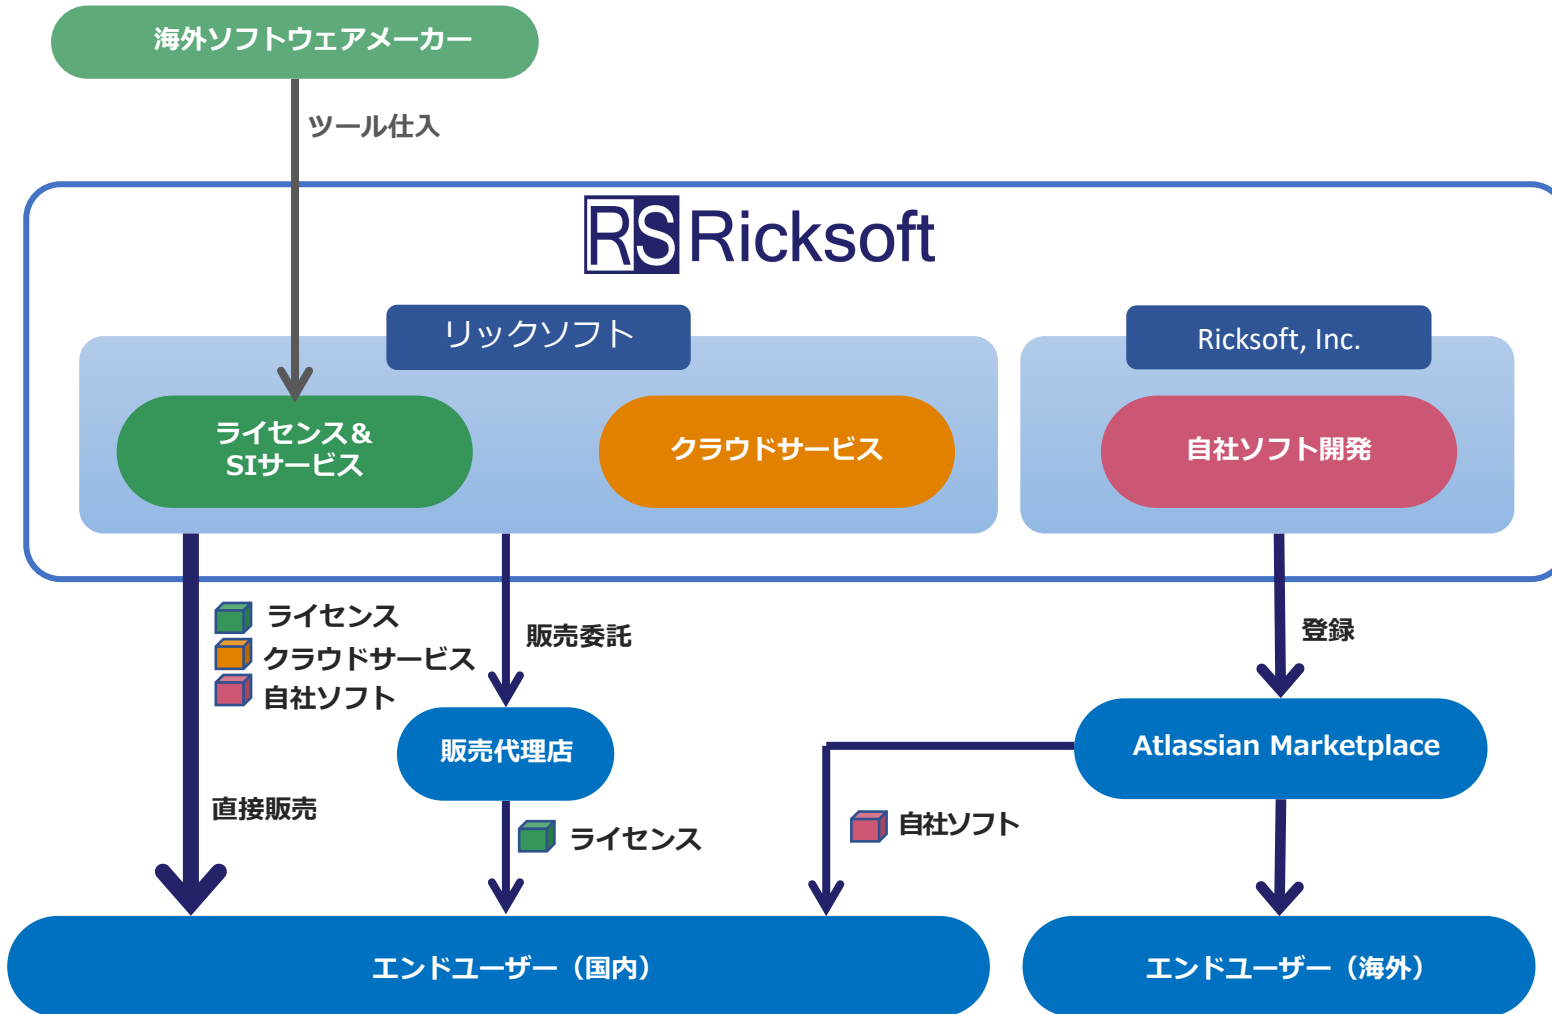 海外ソフトウェアメーカー
ツール仕入
RS Ricksoft
リックソフト
Ricksoft, Inc.
ライセンス&
SIサービス
クラウドサービス
自社ソフト開発
ライセンス
クラウドサービス
自社ソフト
販売委託
登録
販売代理店
Atlassian Marketplace
直接販売
ライセンス
自社ソフト
エンドユーザー（国内）
エンドユーザー（海外）